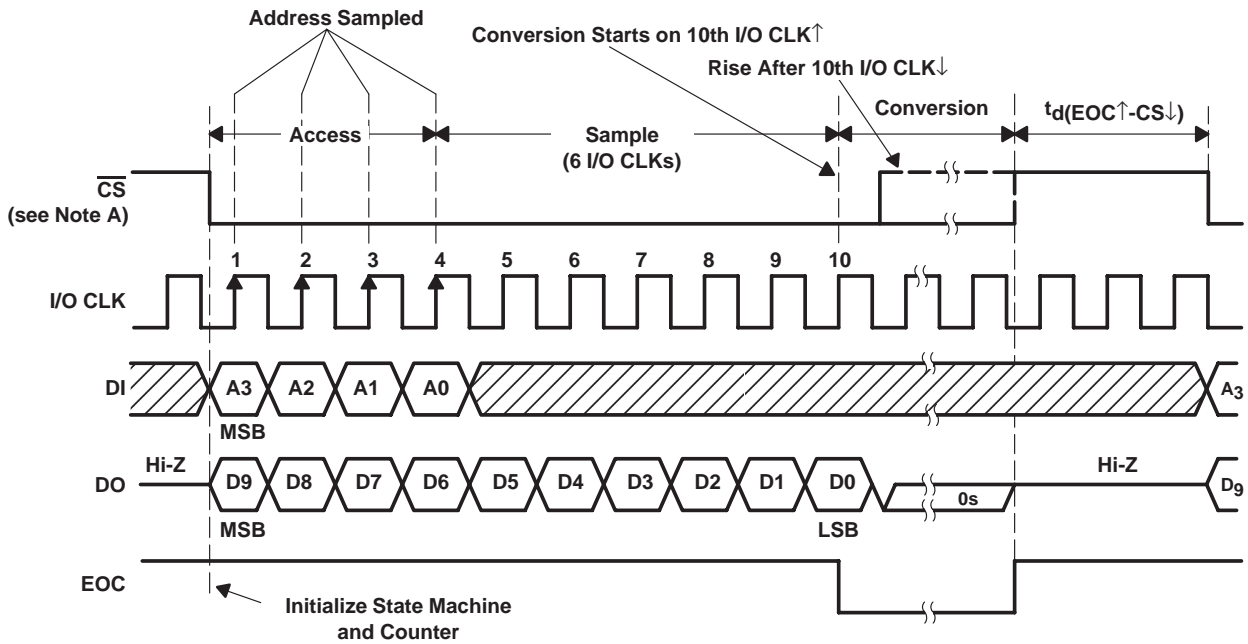 Address Sampled
Conversion Starts on 10th I/O CLK↑
Rise After 10th I/O CLK↓
Access
Sample
(6 I/O CLKs)
Conversion
td(EOC↑-CS↓)
CS
(see Note A)
1 2 3 4 5 6 7 8 9 10
I/O CLK
DI
A3 A2 A1 A0 A3
MSB
Hi-Z Hi-Z
DO
D9 D8 D7 D6 D5 D4 D3 D2 D1 D0 0s D9
MSB LSB
EOC
Initialize State Machine
and Counter